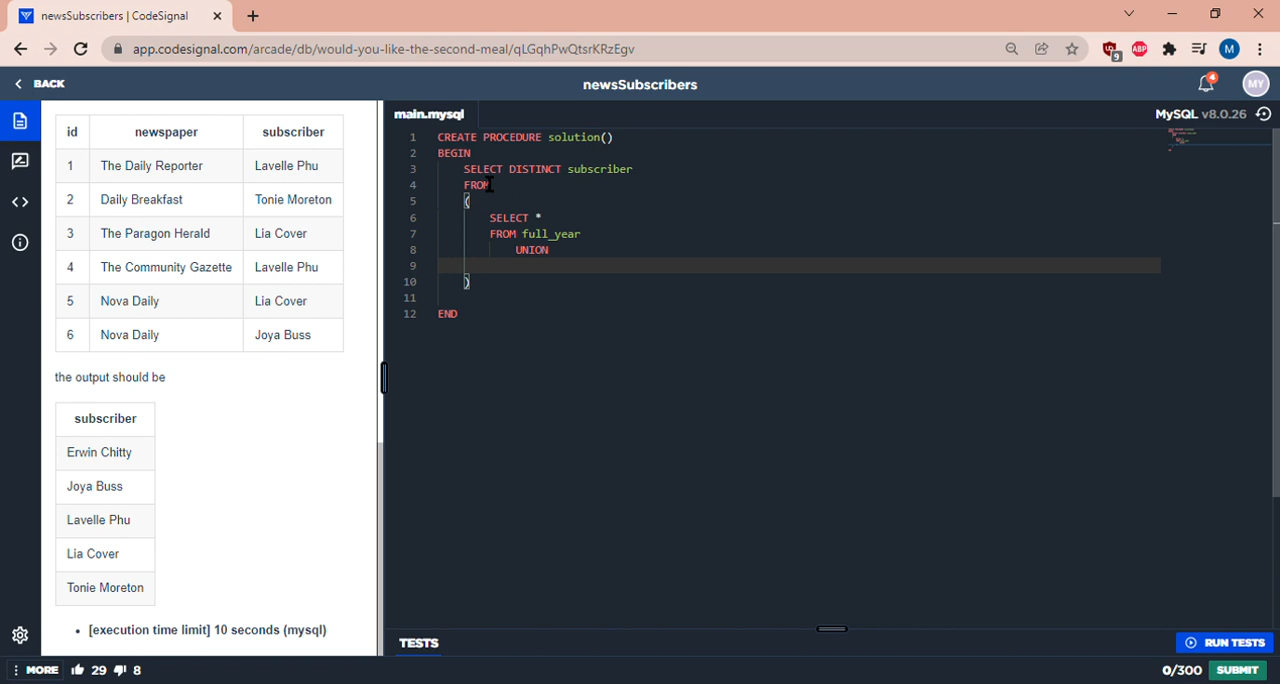 newsSubscribers | CodeSignal
app.codesignal.com/arcade/db/would-you-like-the-second-meal/qLGqhPwQtsrKRzEgv
9
ABP
M
BACK
newsSubscribers
4
MY
id newspaper subscriber
1 The Daily Reporter Lavelle Phu
2 Daily Breakfast Tonie Moreton
3 The Paragon Herald Lia Cover
4 The Community Gazette Lavelle Phu
5 Nova Daily Lia Cover
6 Nova Daily Joya Buss
the output should be
subscriber
Erwin Chitty
Joya Buss
Lavelle Phu
Lia Cover
Tonie Moreton
• [execution time limit] 10 seconds (mysql)
main.mysql
MySQL v8.0.26
1 CREATE PROCEDURE solution()
2 BEGIN
3 SELECT DISTINCT subscriber
4 FROM
5 (
6 SELECT *
7 FROM full_year
8 UNION
9
10 )
11
12 END
TESTS
RUN TESTS
MORE 29 8
0/300 SUBMIT